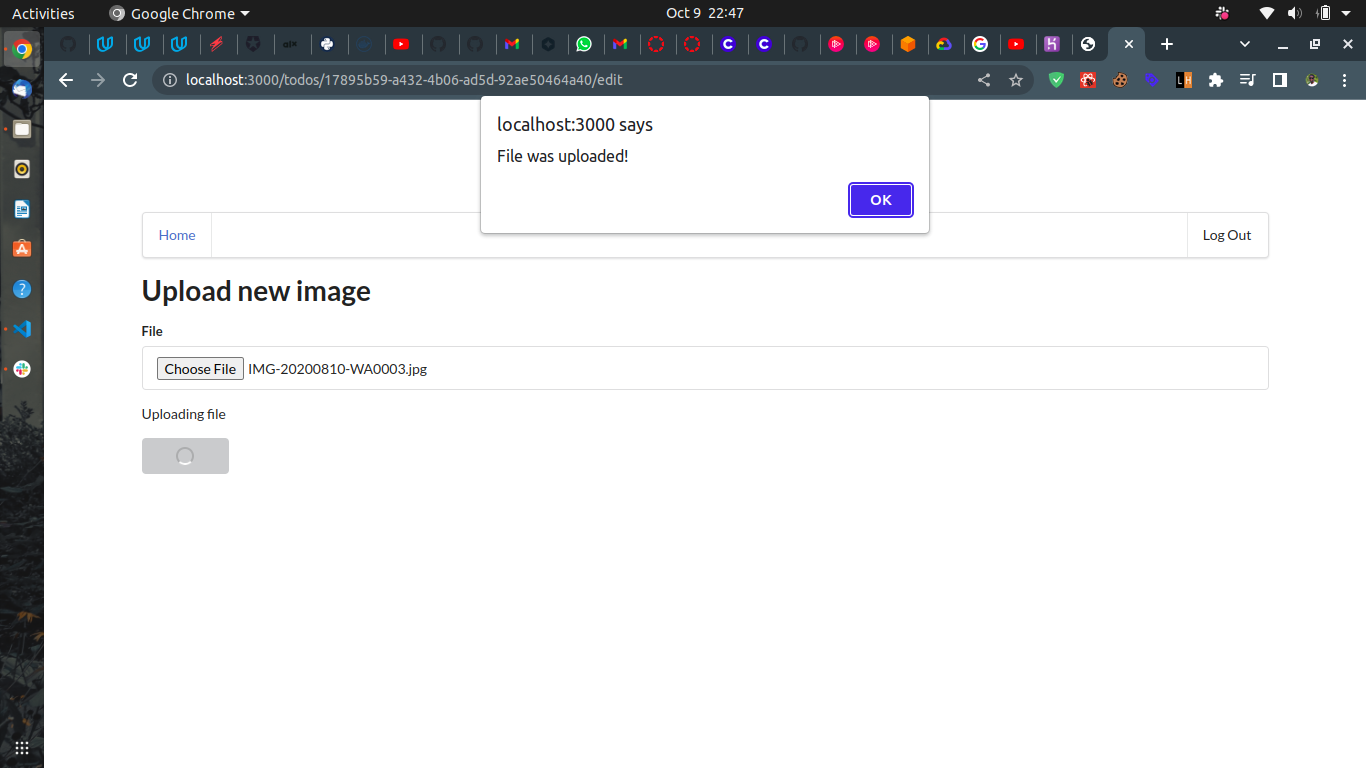 Activities
Google Chrome
Oct 9 22:47
localhost:3000/todos/17895b59-a432-4b06-ad5d-92ae50464a40/edit
localhost:3000 says
File was uploaded!
OK
Home
Log Out
Upload new image
File
Choose File IMG-20200810-WA0003.jpg
Uploading file